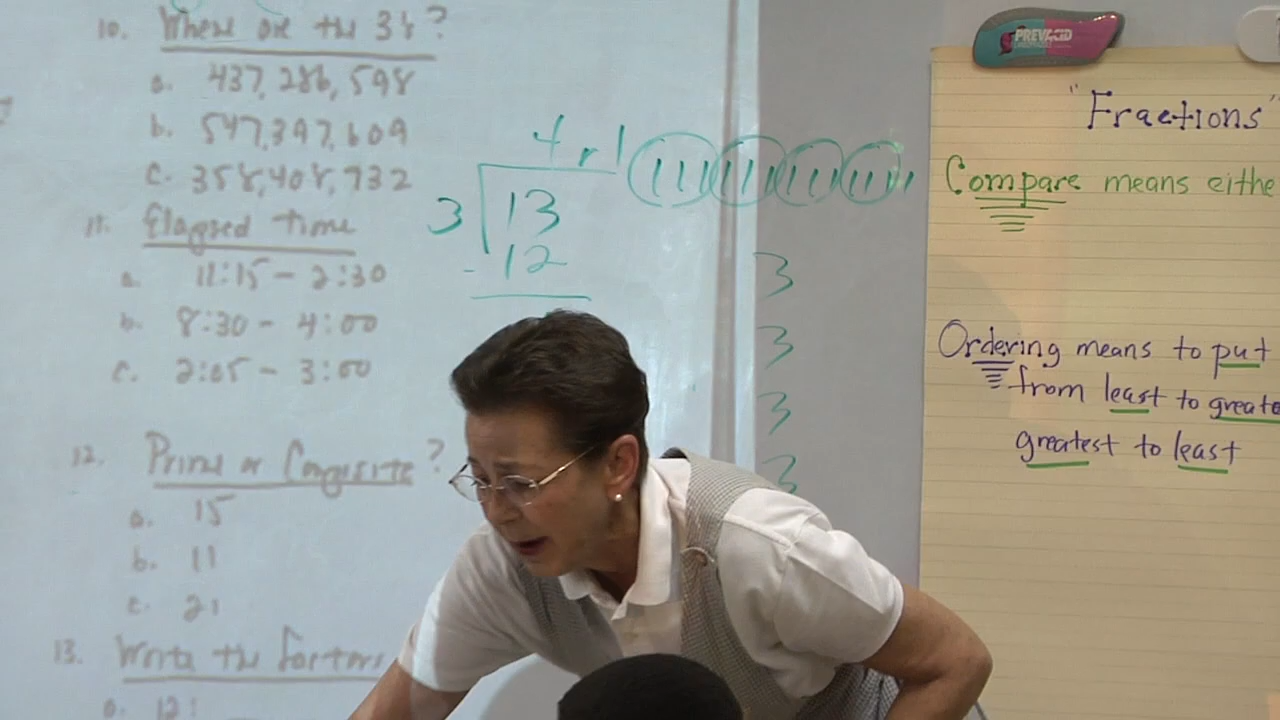 10. Where are the 3's?
a. 437,286,598
b. 547,397,609
c. 358,408,732
11. Elapsed Time
a. 11:15 - 2:30
b. 8:30 - 4:00
c. 2:05 - 3:00
12. Prime or Composite?
a. 15
b. 11
c. 21
13. Write the factors
a. 12:
4 r 1
3 13
- 12
3
3
3
3
PREVACID
"Fractions"
Compare means eithe
Ordering means to put
from least to greate
greatest to least